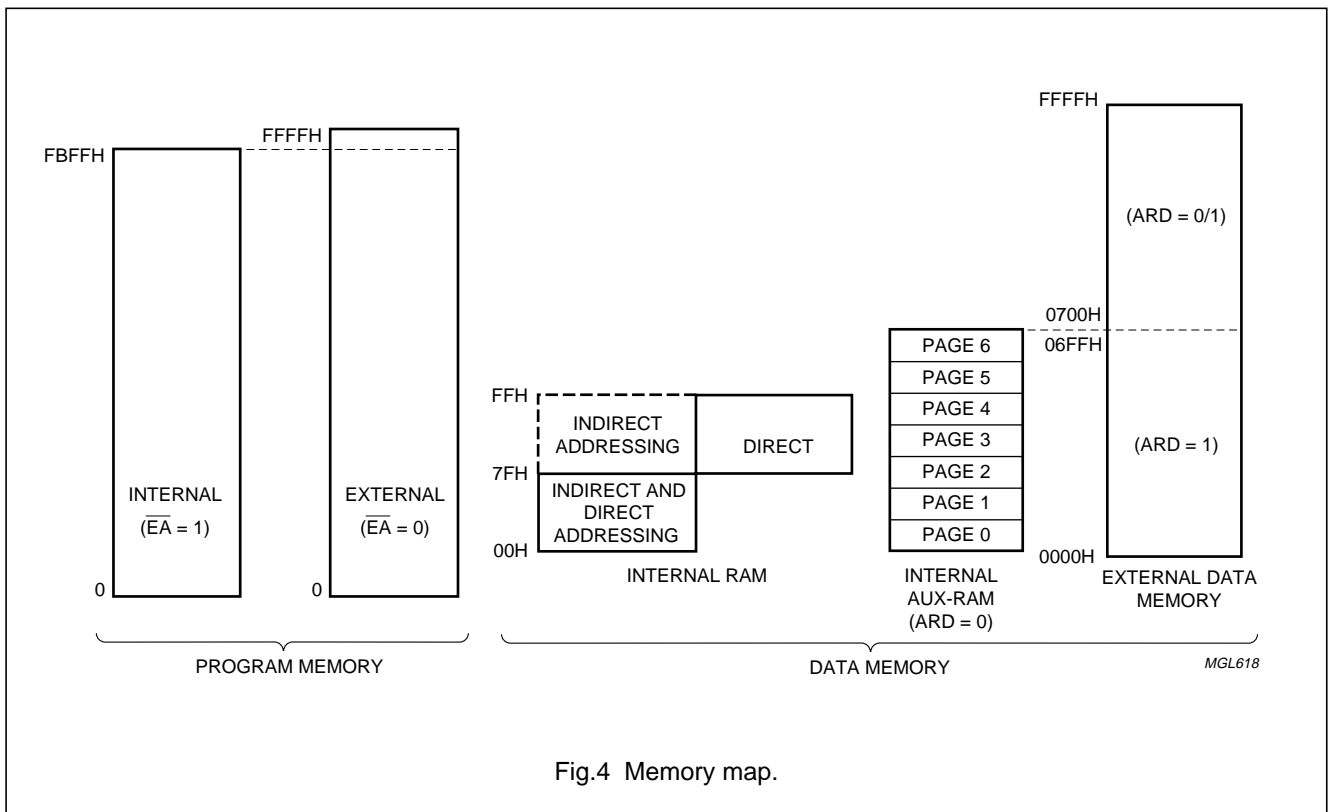 FFFFH
FBFFH
INTERNAL
(EA = 1)
0
FFFFH
EXTERNAL
(EA = 0)
0
PROGRAM MEMORY
FFH
7FH
00H
INDIRECT
ADDRESSING
DIRECT
INDIRECT AND
DIRECT
ADDRESSING
INTERNAL RAM
PAGE 6
PAGE 5
PAGE 4
PAGE 3
PAGE 2
PAGE 1
PAGE 0
INTERNAL
AUX-RAM
(ARD = 0)
(ARD = 0/1)
0700H
06FFH
(ARD = 1)
0000H
EXTERNAL DATA
MEMORY
DATA MEMORY
MGL618
Fig.4 Memory map.